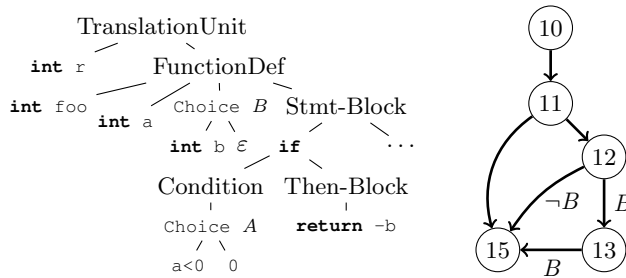 TranslationUnit
int r
FunctionDef
int foo
int a
Choice B
Stmt-Block
int b
ε
if
...
Condition
Then-Block
Choice A
return -b
a<0
0
10
11
12
¬B
B
15
13
B